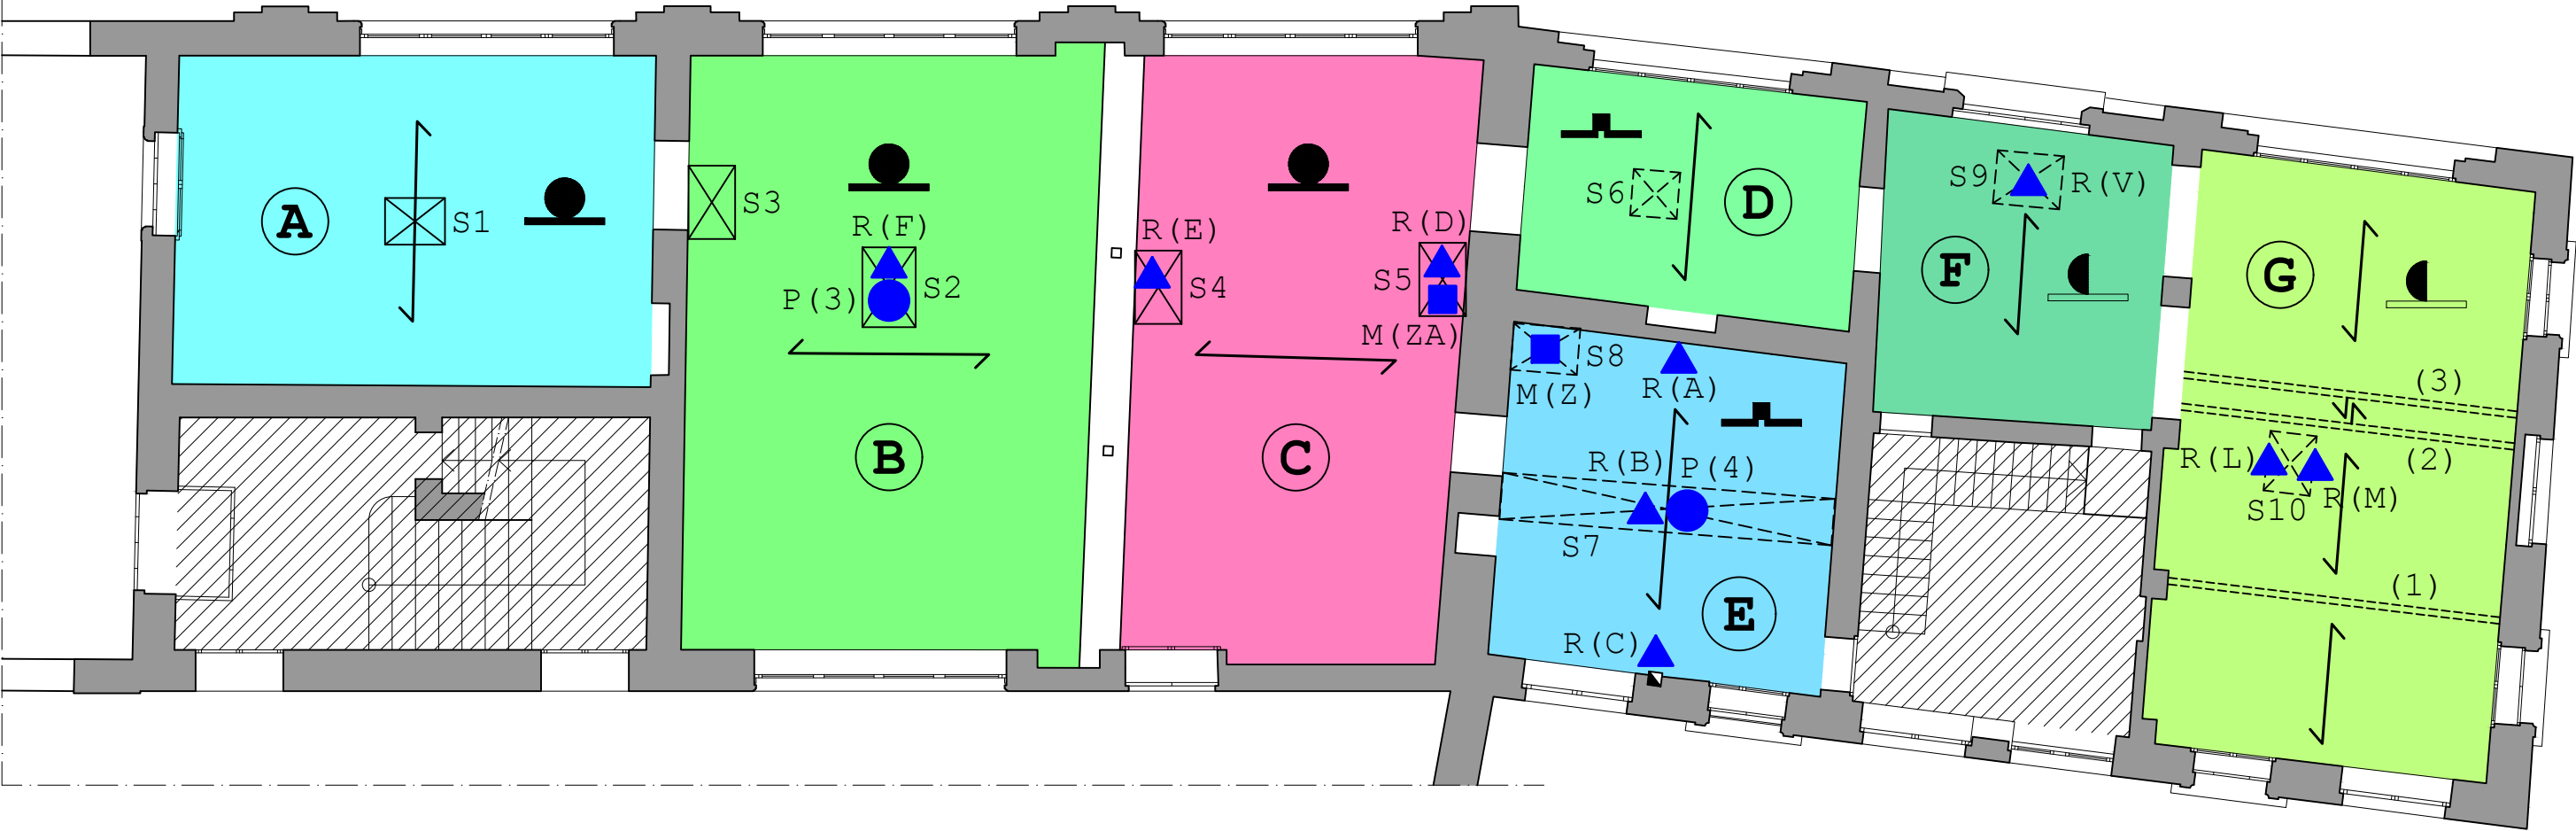 A
S1
S3
R(F)
P(3)
S2
B
R(E)
S4
R(D)
S5
M(ZA)
C
S6
D
S8
M(Z)
R(A)
R(B)
P(4)
S7
R(C)
E
S9
R(V)
F
G
(3)
(2)
R(L)
R(M)
S10
(1)